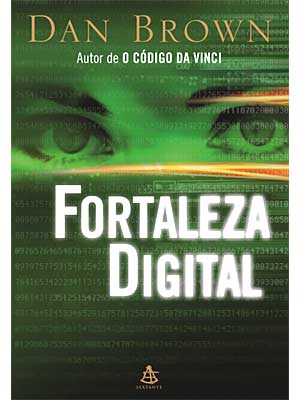 DAN BROWN
Autor de O CÓDIGO DA VINCI
FORTALEZA
DIGITAL
SEXTANTE